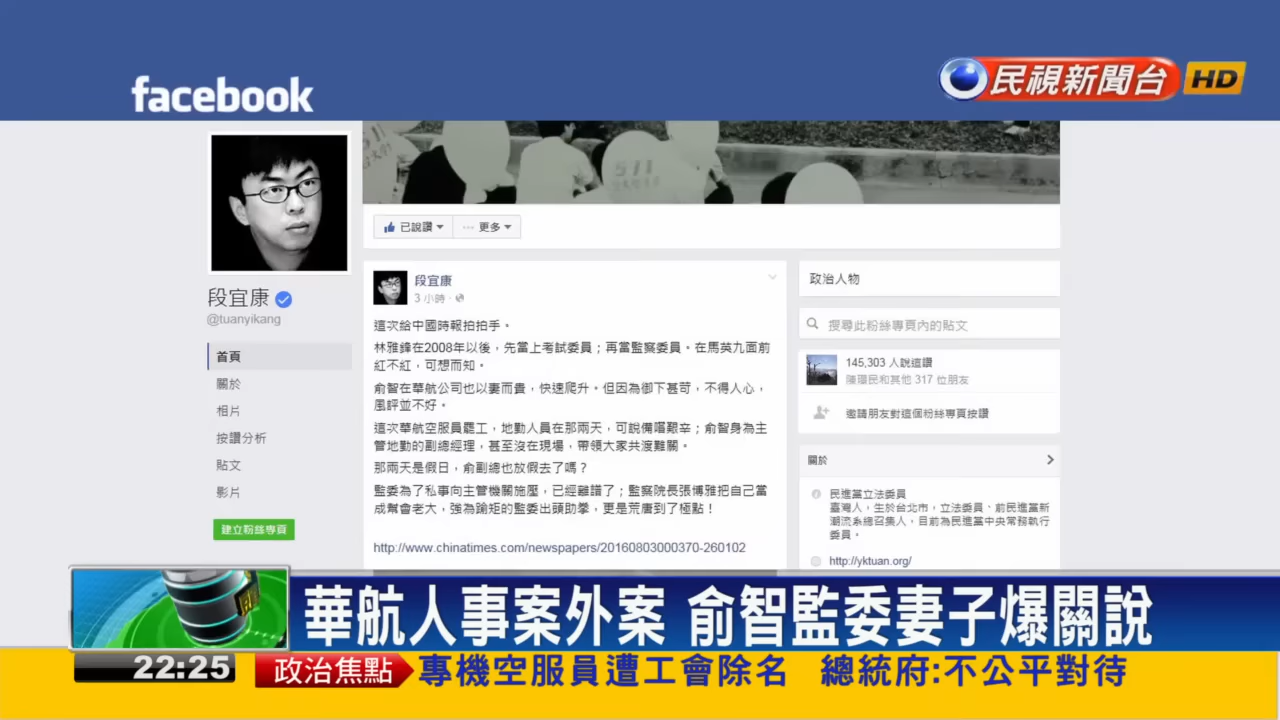 facebook
民視新聞台 HD
511
段宜康
@tuanyikang
首頁
關於
相片
按讚分析
貼文
影片
建立粉絲專頁
已說讚
更多
段宜康
3 小時
這次給中國時報拍拍手。
林雅鋒在2008年以後，先當上考試委員；再當監察委員。在馬英九面前
紅不紅，可想而知。
俞智在華航公司也以妻而貴，快速爬升。但因為御下甚苛，不得人心，
風評並不好。
這次華航空服員罷工，地勤人員在那兩天，可說備嚐艱辛；俞智身為主
管地勤的副總經理，甚至沒在現場，帶領大家共渡難關。
那兩天是假日，俞副總也放假去了嗎？
監委為了私事向主管機關施壓，已經離譜了；監察院長張博雅把自己當
成幫會老大，強為踰矩的監委出頭助拳，更是荒唐到了極點！
http://www.chinatimes.com/newspapers/20160803000370-260102
政治人物
搜尋此粉絲專頁內的貼文
145,303 人說這讚
陳瓊民和其他 317 位朋友
邀請朋友對這個粉絲專頁按讚
關於
民進黨立法委員
臺灣人，生於台北市，立法委員、前民進黨新
潮流系總召集人，目前為民進黨中央常務執行
委員。
http://yktuan.org/
華航人事案外案 俞智監委妻子爆關說
22:25
政治焦點
專機空服員遭工會除名 總統府:不公平對待